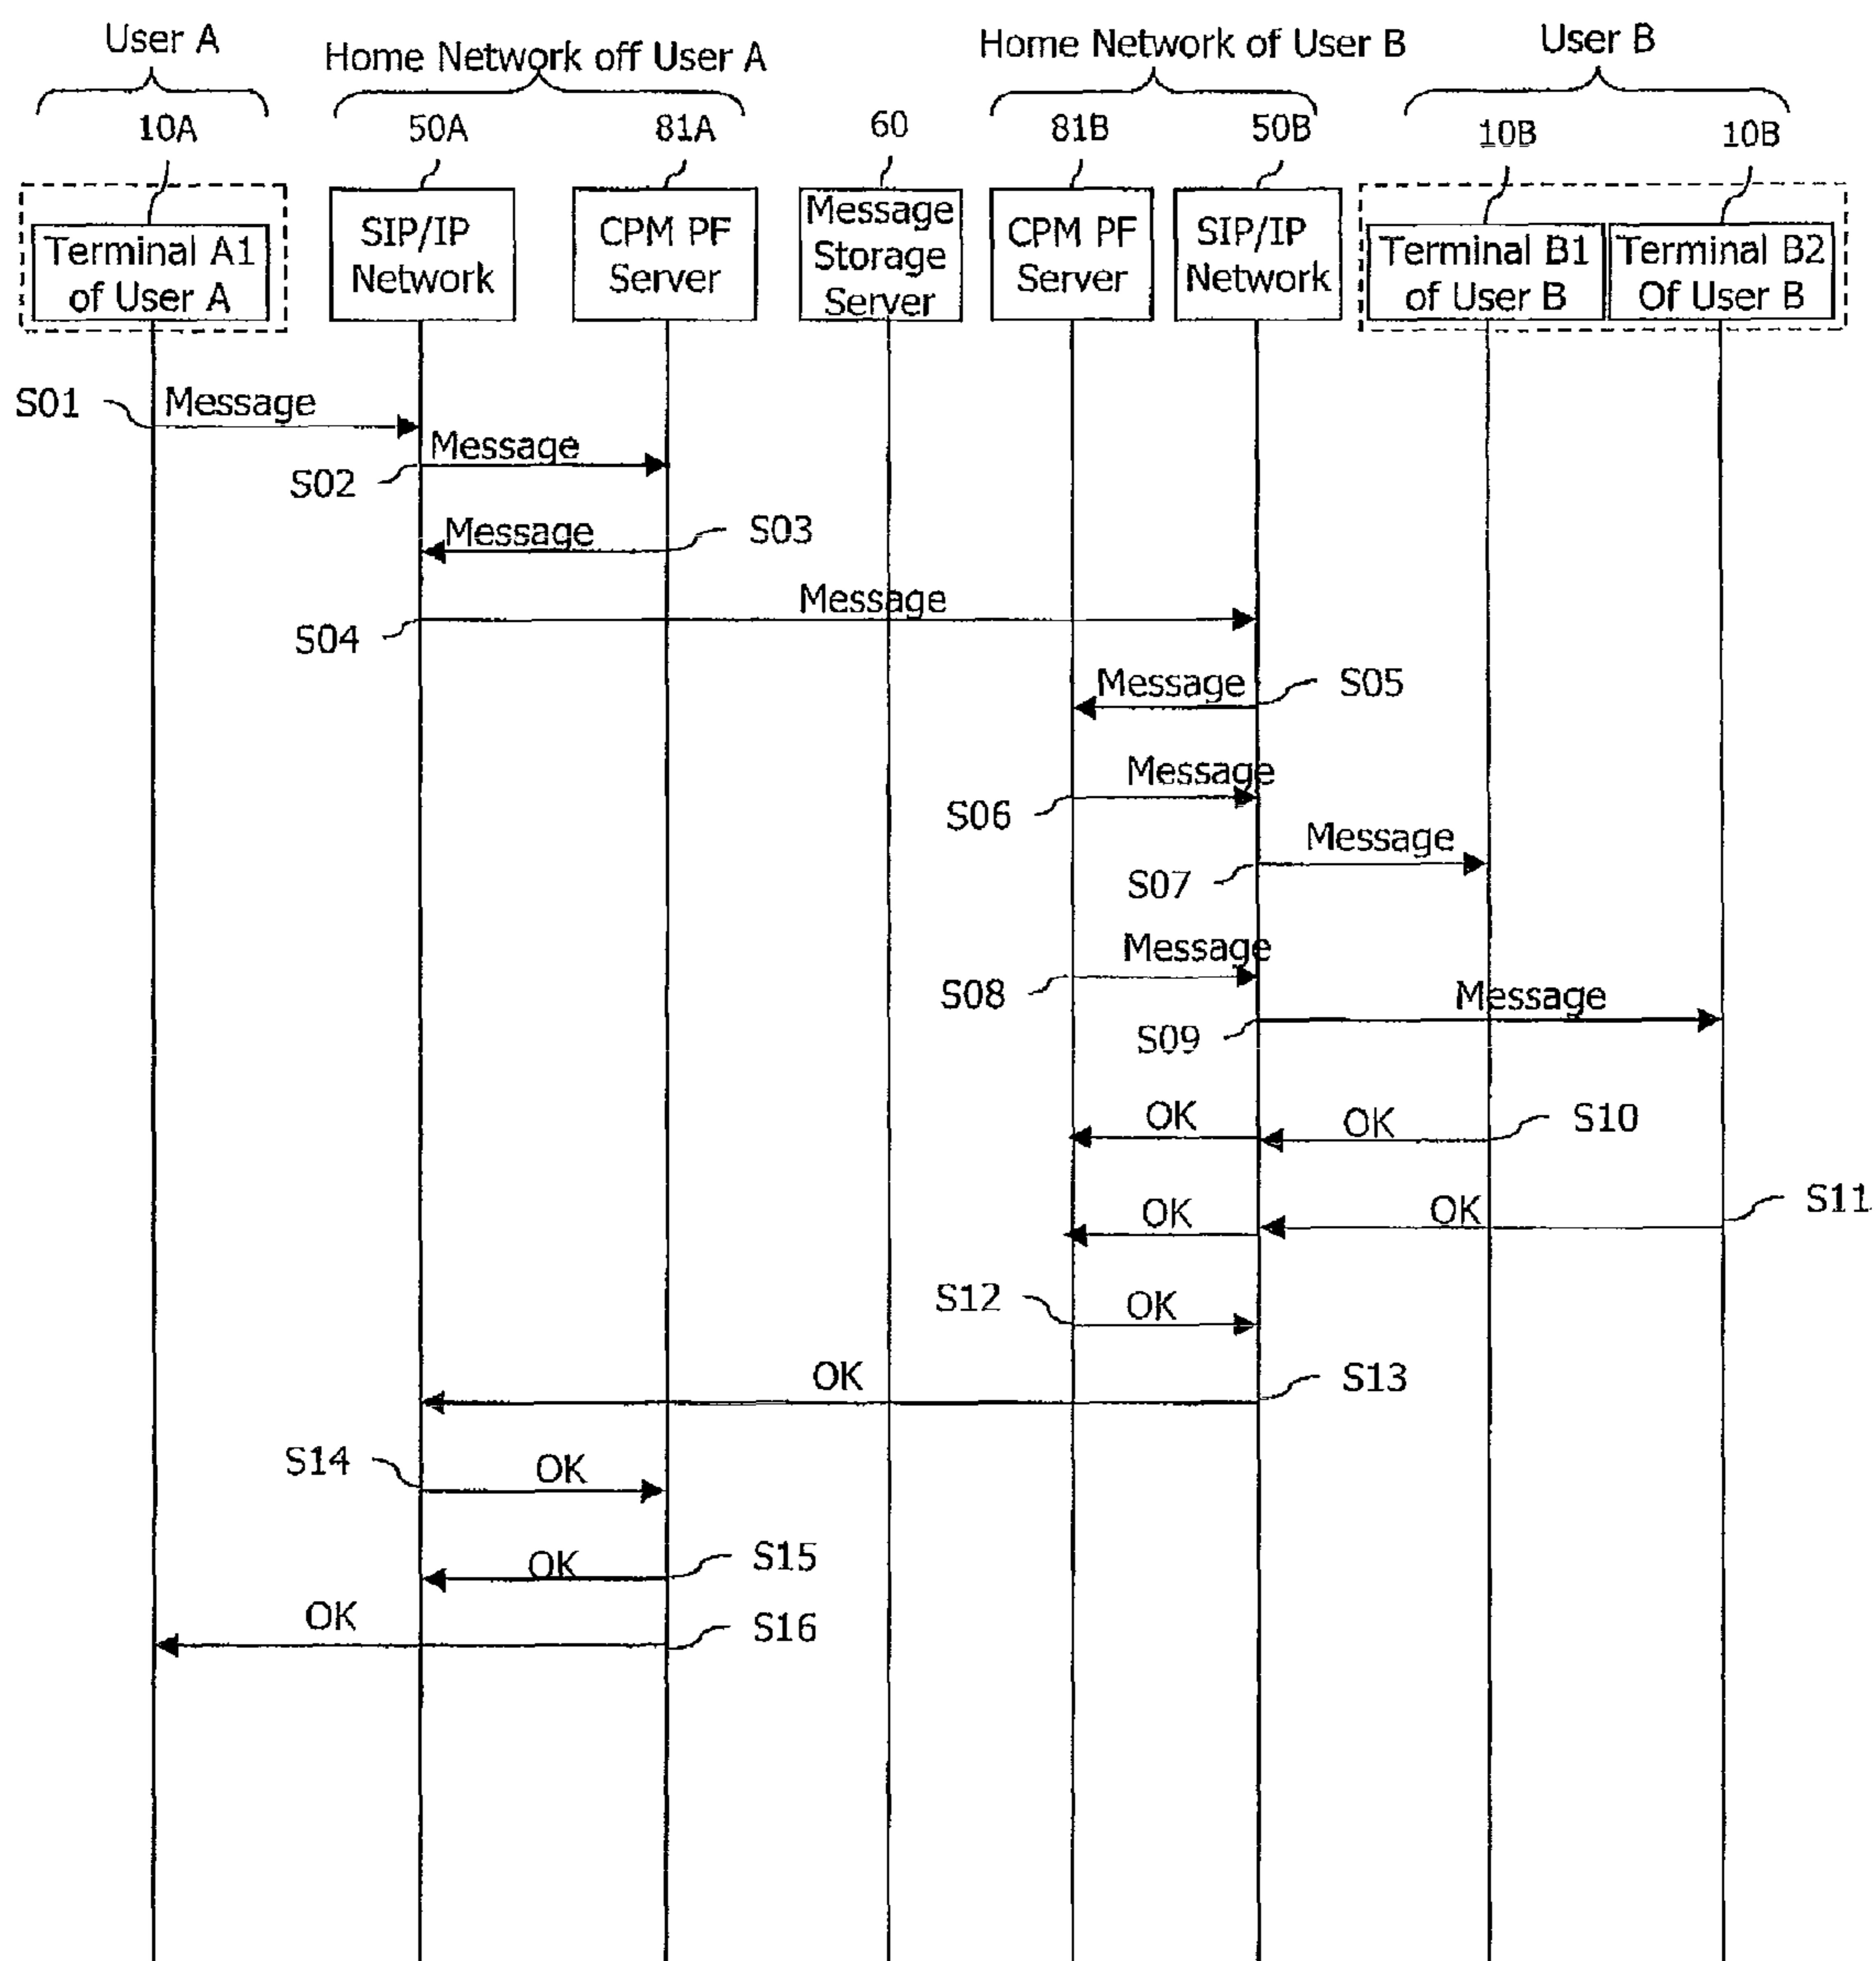 User A
Home Network off User A
Home Network of User B
User B
10A
50A
81A
60
81B
50B
10B
10B
Terminal A1
of User A
SIP/IP
Network
CPM PF
Server
Message
Storage
Server
CPM PF
Server
SIP/IP
Network
Terminal B1
of User B
Terminal B2
Of User B
S01
Message
Message
S02
Message
S03
Message
S04
Message
S05
Message
S06
Message
S07
Message
S08
Message
S09
OK
OK
S10
OK
OK
S11
S12
OK
OK
S13
S14
OK
OK
S15
OK
S16